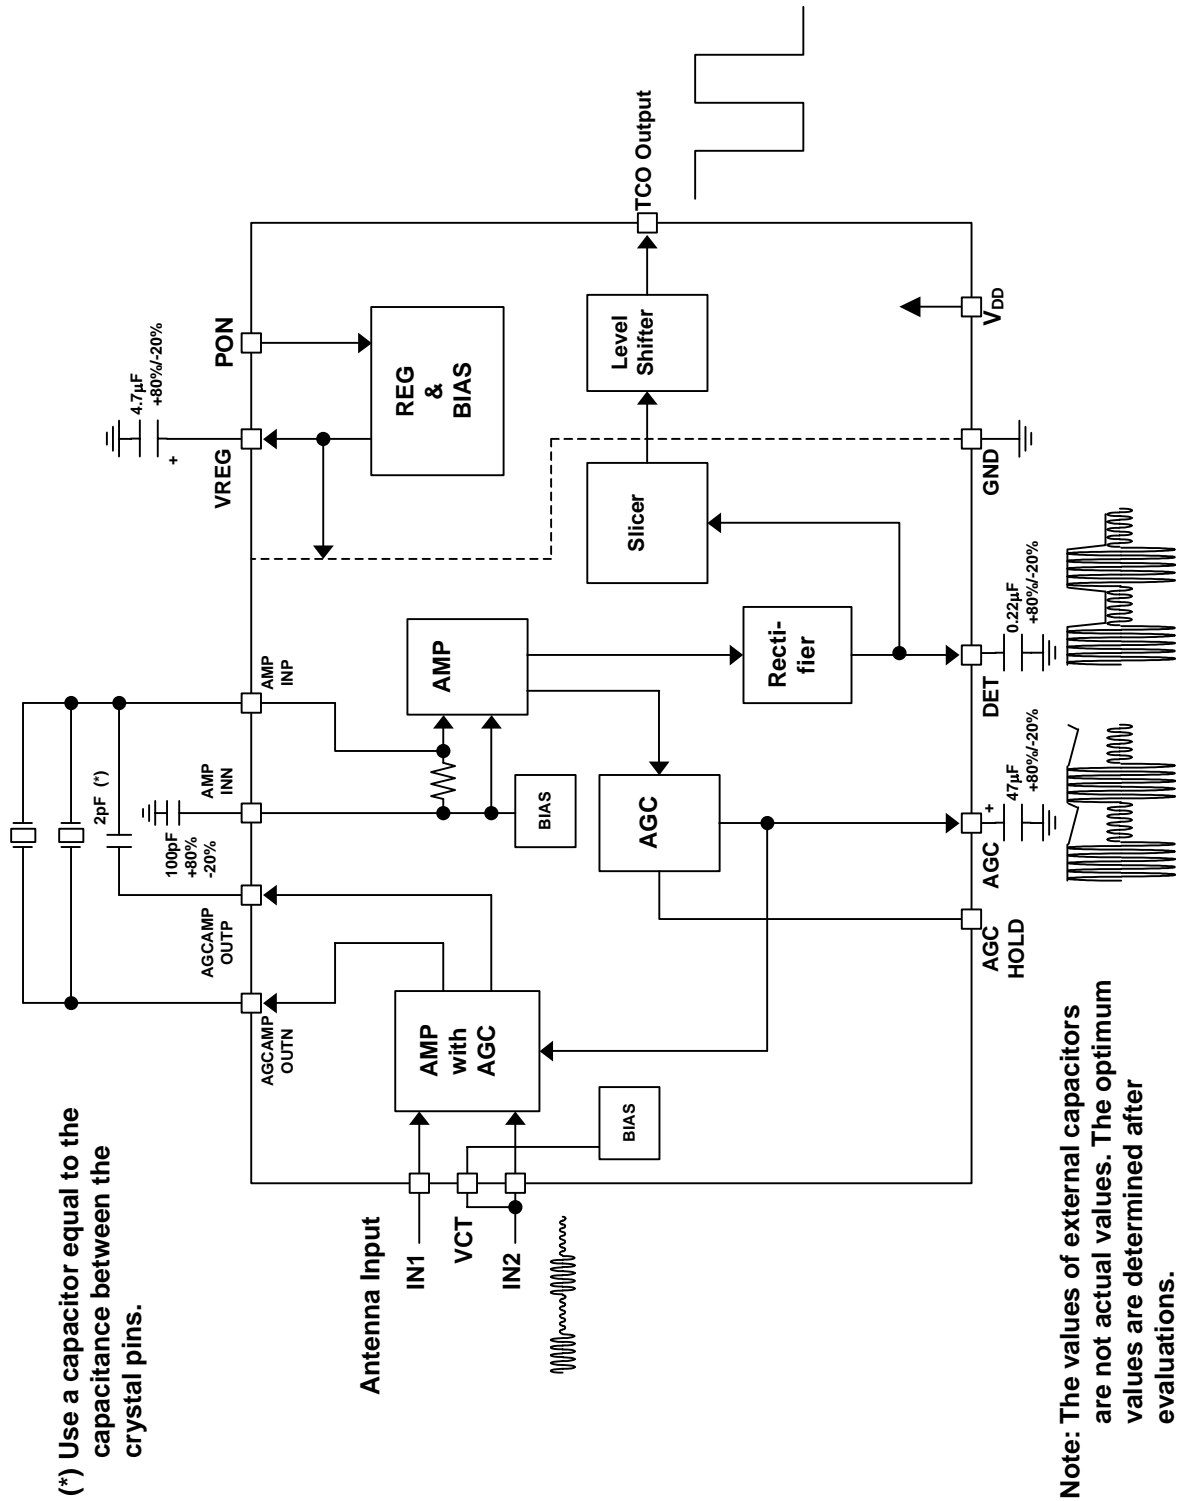 (*) Use a capacitor equal to the
capacitance between the
crystal pins.
4.7µF
+80%/-20%
+
100pF
+80%
-20%
2pF (*)
AGCAMP
OUTN
AGCAMP
OUTP
AMP
INN
AMP
INP
VREG
PON
Antenna Input
IN1
VCT
IN2
AMP
with
AGC
BIAS
BIAS
AMP
AGC
Recti-
fier
REG
&
BIAS
Slicer
Level
Shifter
TCO Output
AGC
HOLD
AGC
+
47µF
+80%/-20%
DET
0.22µF
+80%/-20%
GND
VDD
Note: The values of external capacitors
are not actual values. The optimum
values are determined after
evaluations.